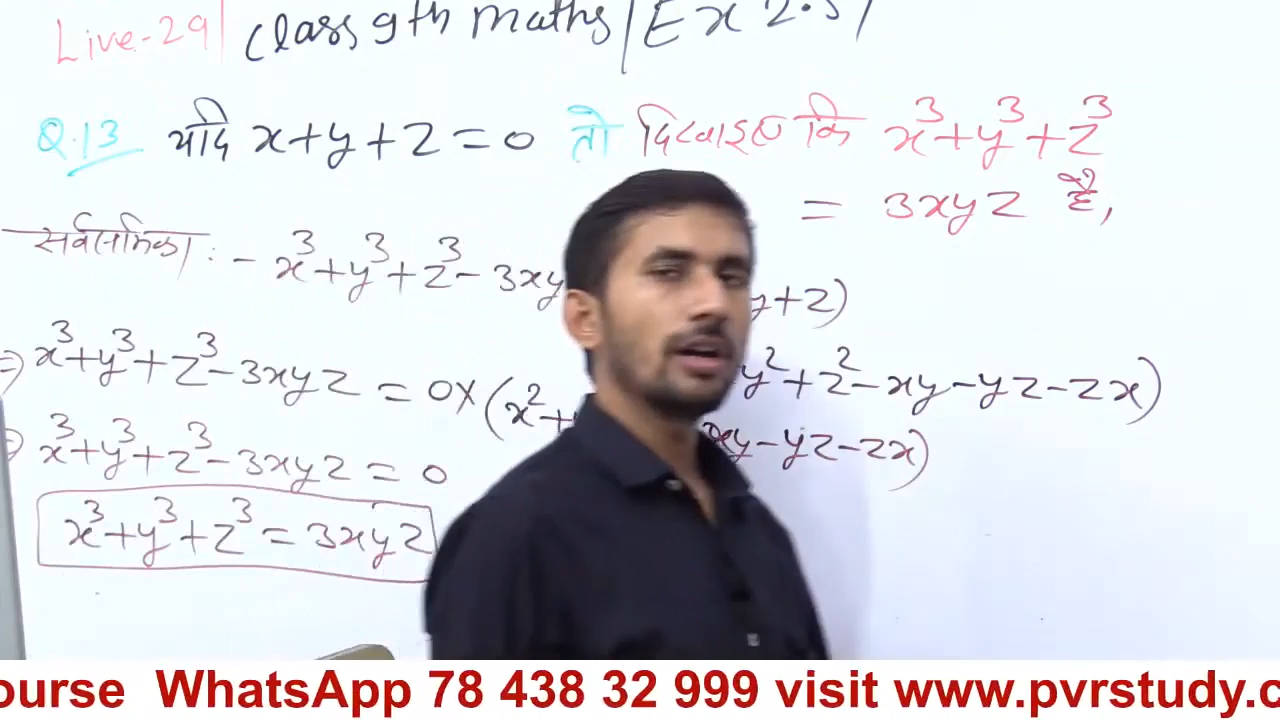 Live-29| Class 9th Maths | Ex 2.5|
Q.13 यदि x+y+z=0 तो दिखाइए कि x³+y³+z³
= 3xyz है,
सर्वसमिका :- x³+y³+z³-3xy y+z)
y²+z²-xy-yz-zx)
⇒ x³+y³+z³-3xyz = 0× (x²+ xy-yz-zx)
⇒ x³+y³+z³-3xyz = 0
x³+y³+z³ = 3xyz
ourse WhatsApp 78 438 32 999 visit www.pvrstudy.c